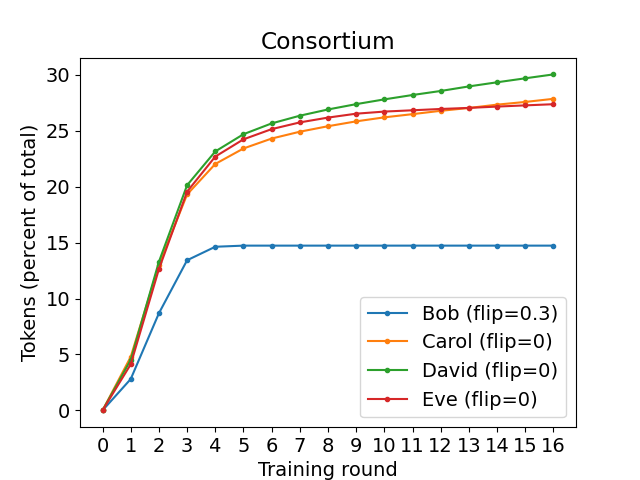 Consortium
Tokens (percent of total)
30
25
20
15
10
5
0
Bob (flip=0.3)
Carol (flip=0)
David (flip=0)
Eve (flip=0)
0 1 2 3 4 5 6 7 8 9 10 11 12 13 14 15 16
Training round